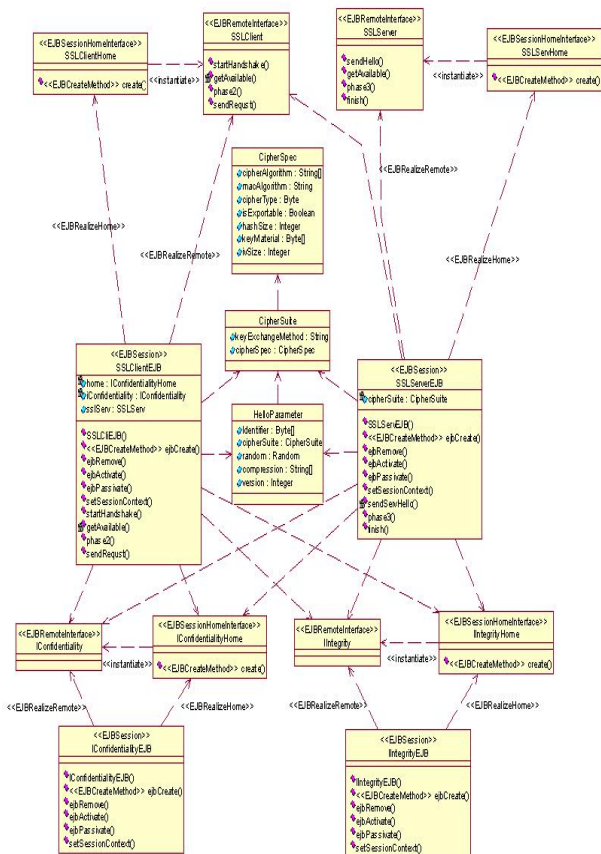 <<EJBSessionHomeInterface>>
SSLClientHome
<<EJBCreateMethod>> create()
<<instantiate>>
<<EJBRemoteInterface>>
SSLClient
startHandshake()
getAvailable()
phase2()
sendRequst()
<<EJBRemoteInterface>>
SSLServer
sendHello()
getAvailable()
phase3()
finish()
<<instantiate>>
<<EJBSessionHomeInterface>>
SSLServHome
<<EJBCreateMethod>> create()
CipherSpec
cipherAlgorithm : String[]
macAlgorithm : String
cipherType : Byte
isExportable : Boolean
hashSize : Integer
keyMaterial : Byte[]
ivSize : Integer
<<EJBRealizeRemote>>
<<EJBRealizeHome>>
<<EJBRealizeRemote>>
<<EJBRealizeHome>>
CipherSuite
keyExchangeMethod : String
cipherSpec : CipherSpec
<<EJBSession>>
SSLClientEJB
home : IConfidentialityHome
iConfidentiality : IConfidentiality
sslServ : SSLServ
SSLCliEJB()
<<EJBCreateMethod>> ejbCreate()
ejbRemove()
ejbActivate()
ejbPassivate()
setSessionContext()
startHandshake()
getAvailable()
phase2()
sendRequst()
HelloParameter
Identifier : Byte[]
cipherSuite : CipherSuite
random : Random
compression : String[]
version : Integer
<<EJBSession>>
SSLServerEJB
cipherSuite : CipherSuite
SSLServEJB()
<<EJBCreateMethod>> ejbCreate()
ejbRemove()
ejbActivate()
ejbPassivate()
setSessionContext()
sendServHello()
phase3()
finish()
<<EJBRemoteInterface>>
IConfidentiality
<<instantiate>>
<<EJBSessionHomeInterface>>
IConfidentialityHome
<<EJBCreateMethod>> create()
<<EJBRemoteInterface>>
IIntegrity
<<instantiate>>
<<EJBSessionHomeInterface>>
IIntegrityHome
<<EJBCreateMethod>> create()
<<EJBRealizeRemote>>
<<EJBRealizeHome>>
<<EJBRealizeRemote>>
<<EJBRealizeHome>>
<<EJBSession>>
IConfidentialityEJB
IConfidentialityEJB()
<<EJBCreateMethod>> ejbCreate()
ejbRemove()
ejbActivate()
ejbPassivate()
setSessionContext()
<<EJBSession>>
IIntegrityEJB
IIntegrityEJB()
<<EJBCreateMethod>> ejbCreate()
ejbRemove()
ejbActivate()
ejbPassivate()
setSessionContext()